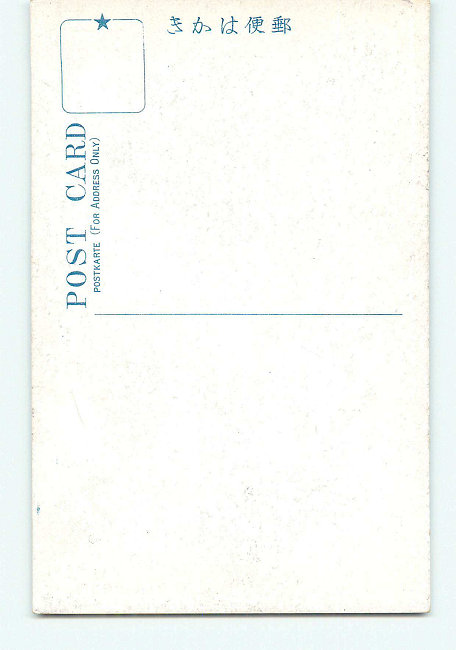 郵便はかき
POST CARD
POSTKARTE (FOR ADDRESS ONLY)